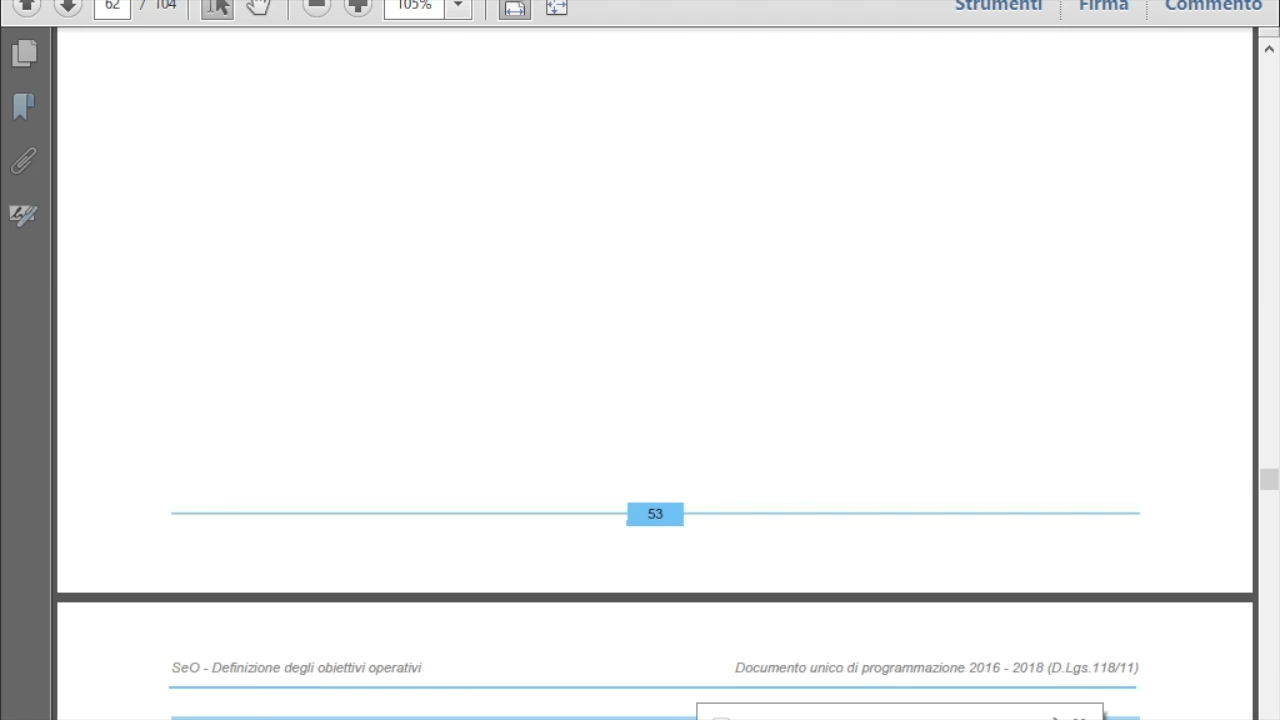 62 / 104 105% Strumenti Firma Commento
53
SeO - Definizione degli obiettivi operativi Documento unico di programmazione 2016 - 2018 (D.Lgs.118/11)